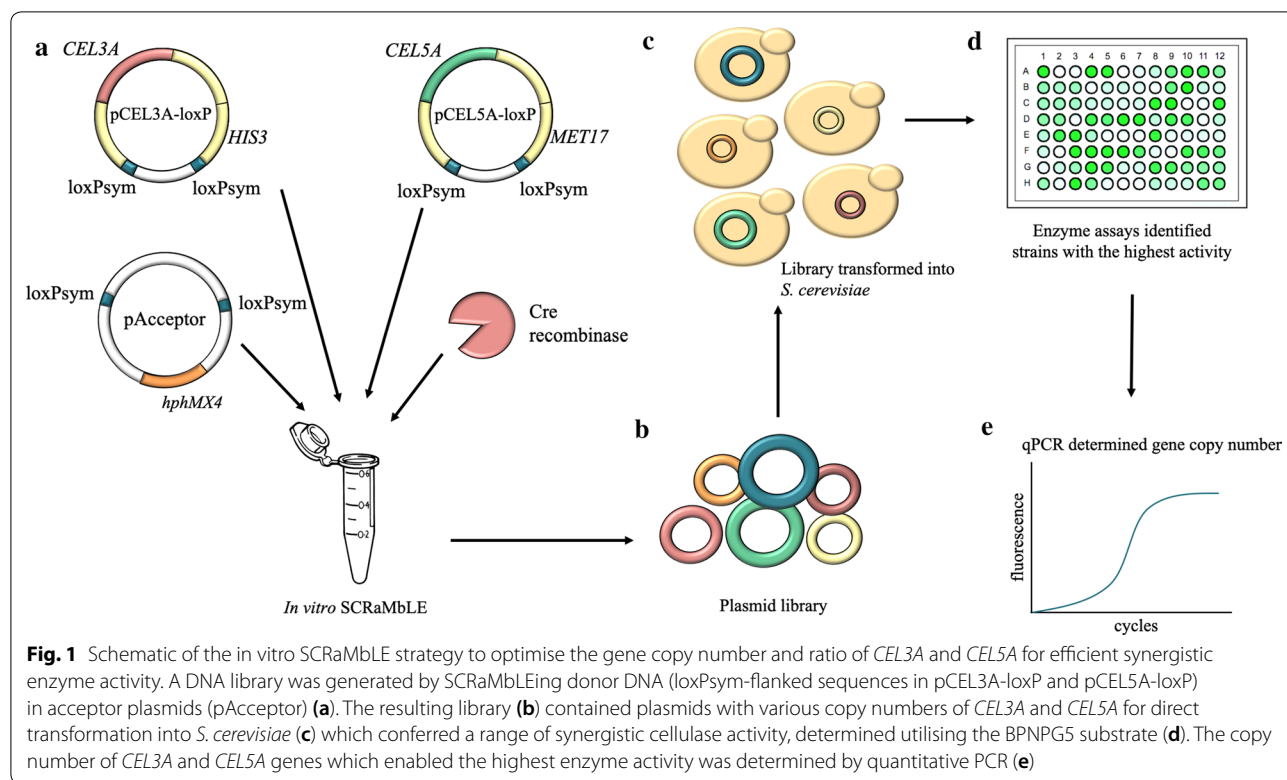 a
CEL3A
pCEL3A-loxP
HIS3
loxPsym
loxPsym
CEL5A
pCEL5A-loxP
MET17
loxPsym
loxPsym
loxPsym
loxPsym
pAcceptor
hphMX4
Cre
recombinase
0.6
0.4
0.2
In vitro SCRaMbLE
b
Plasmid library
c
Library transformed into
S. cerevisiae
d
1 2 3 4 5 6 7 8 9 10 11 12
A
B
C
D
E
F
G
H
Enzyme assays identified
strains with the highest activity
e
qPCR determined gene copy number
fluorescence
cycles
Fig. 1 Schematic of the in vitro SCRaMbLE strategy to optimise the gene copy number and ratio of CEL3A and CEL5A for efficient synergistic
enzyme activity. A DNA library was generated by SCRaMbLEing donor DNA (loxPsym-flanked sequences in pCEL3A-loxP and pCEL5A-loxP)
in acceptor plasmids (pAcceptor) (a). The resulting library (b) contained plasmids with various copy numbers of CEL3A and CEL5A for direct
transformation into S. cerevisiae (c) which conferred a range of synergistic cellulase activity, determined utilising the BPNPG5 substrate (d). The copy
number of CEL3A and CEL5A genes which enabled the highest enzyme activity was determined by quantitative PCR (e)